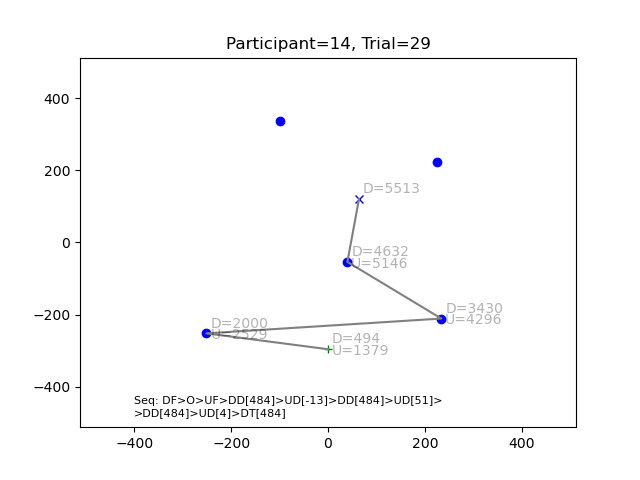 Participant=14, Trial=29
400
200
0
−200
−400
D=5513
D=4632
U=5146
D=3430
U=4296
D=2000
U=2529
D=494
U=1379
Seq: DF>O>UF>DD[484]>UD[-13]>DD[484]>UD[51]>
>DD[484]>UD[4]>DT[484]
−400 −200 0 200 400